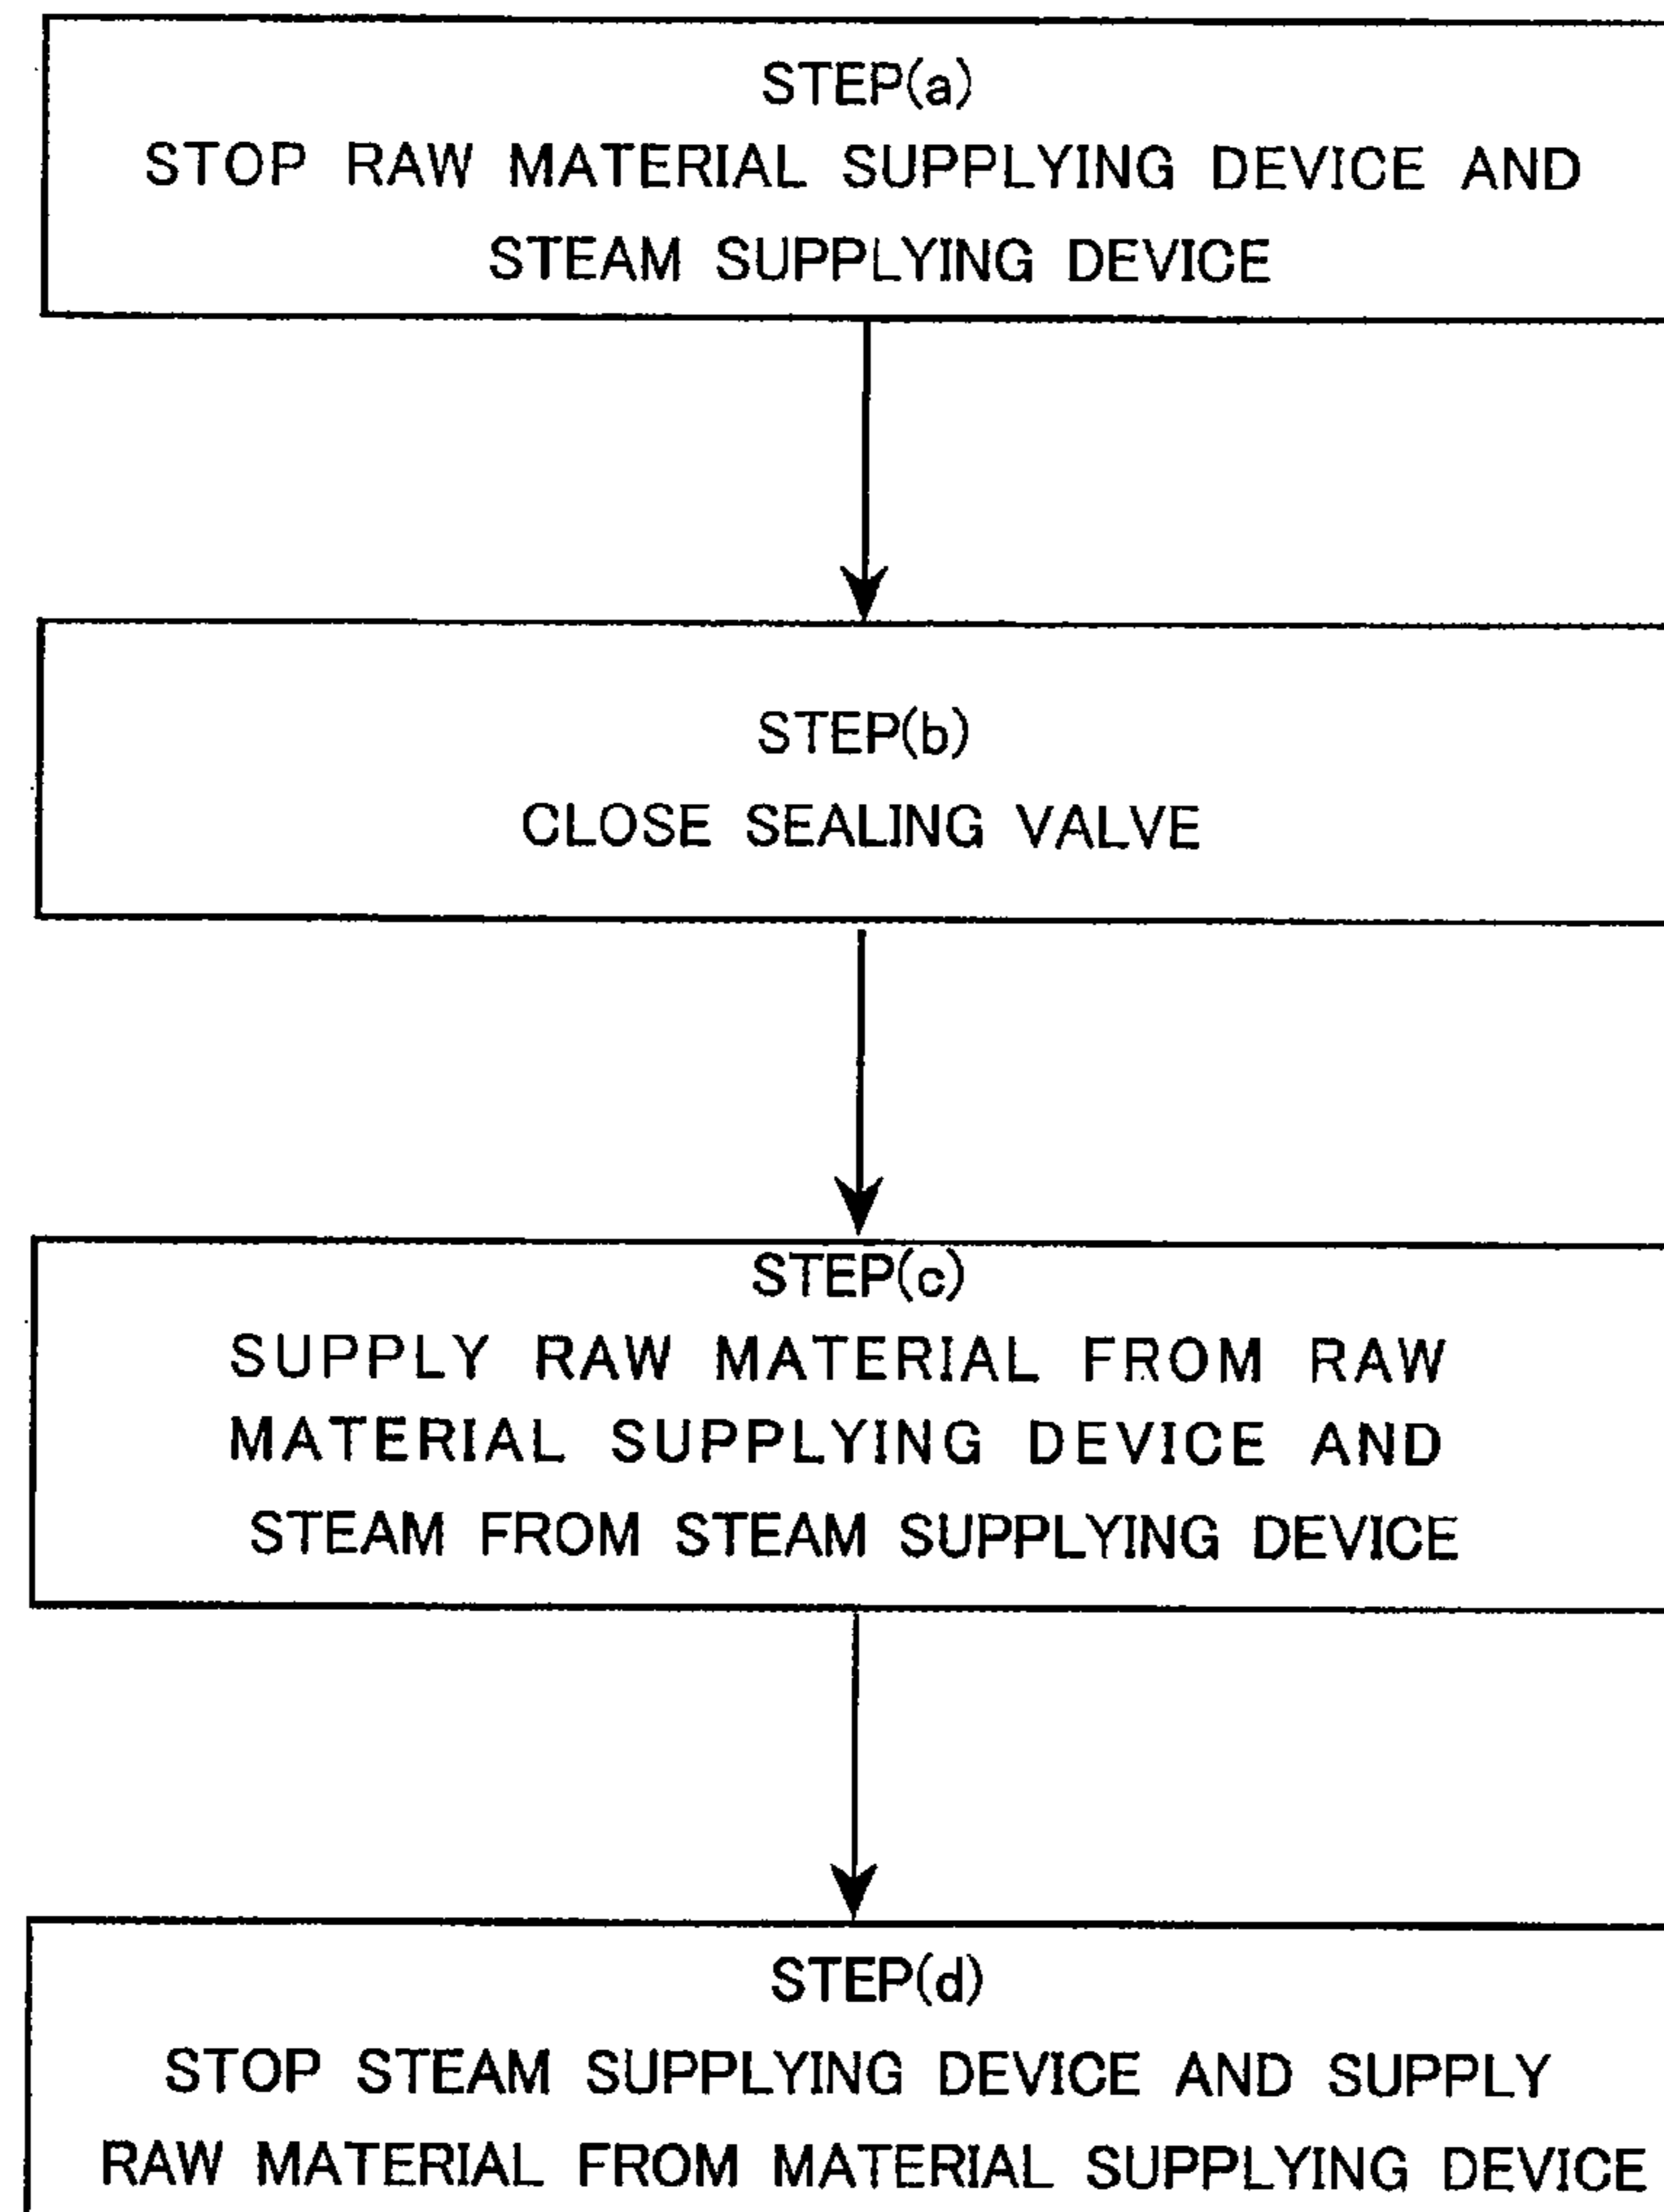 STEP(a)
STOP RAW MATERIAL SUPPLYING DEVICE AND
STEAM SUPPLYING DEVICE
STEP(b)
CLOSE SEALING VALVE
STEP(c)
SUPPLY RAW MATERIAL FROM RAW
MATERIAL SUPPLYING DEVICE AND
STEAM FROM STEAM SUPPLYING DEVICE
STEP(d)
STOP STEAM SUPPLYING DEVICE AND SUPPLY
RAW MATERIAL FROM MATERIAL SUPPLYING DEVICE